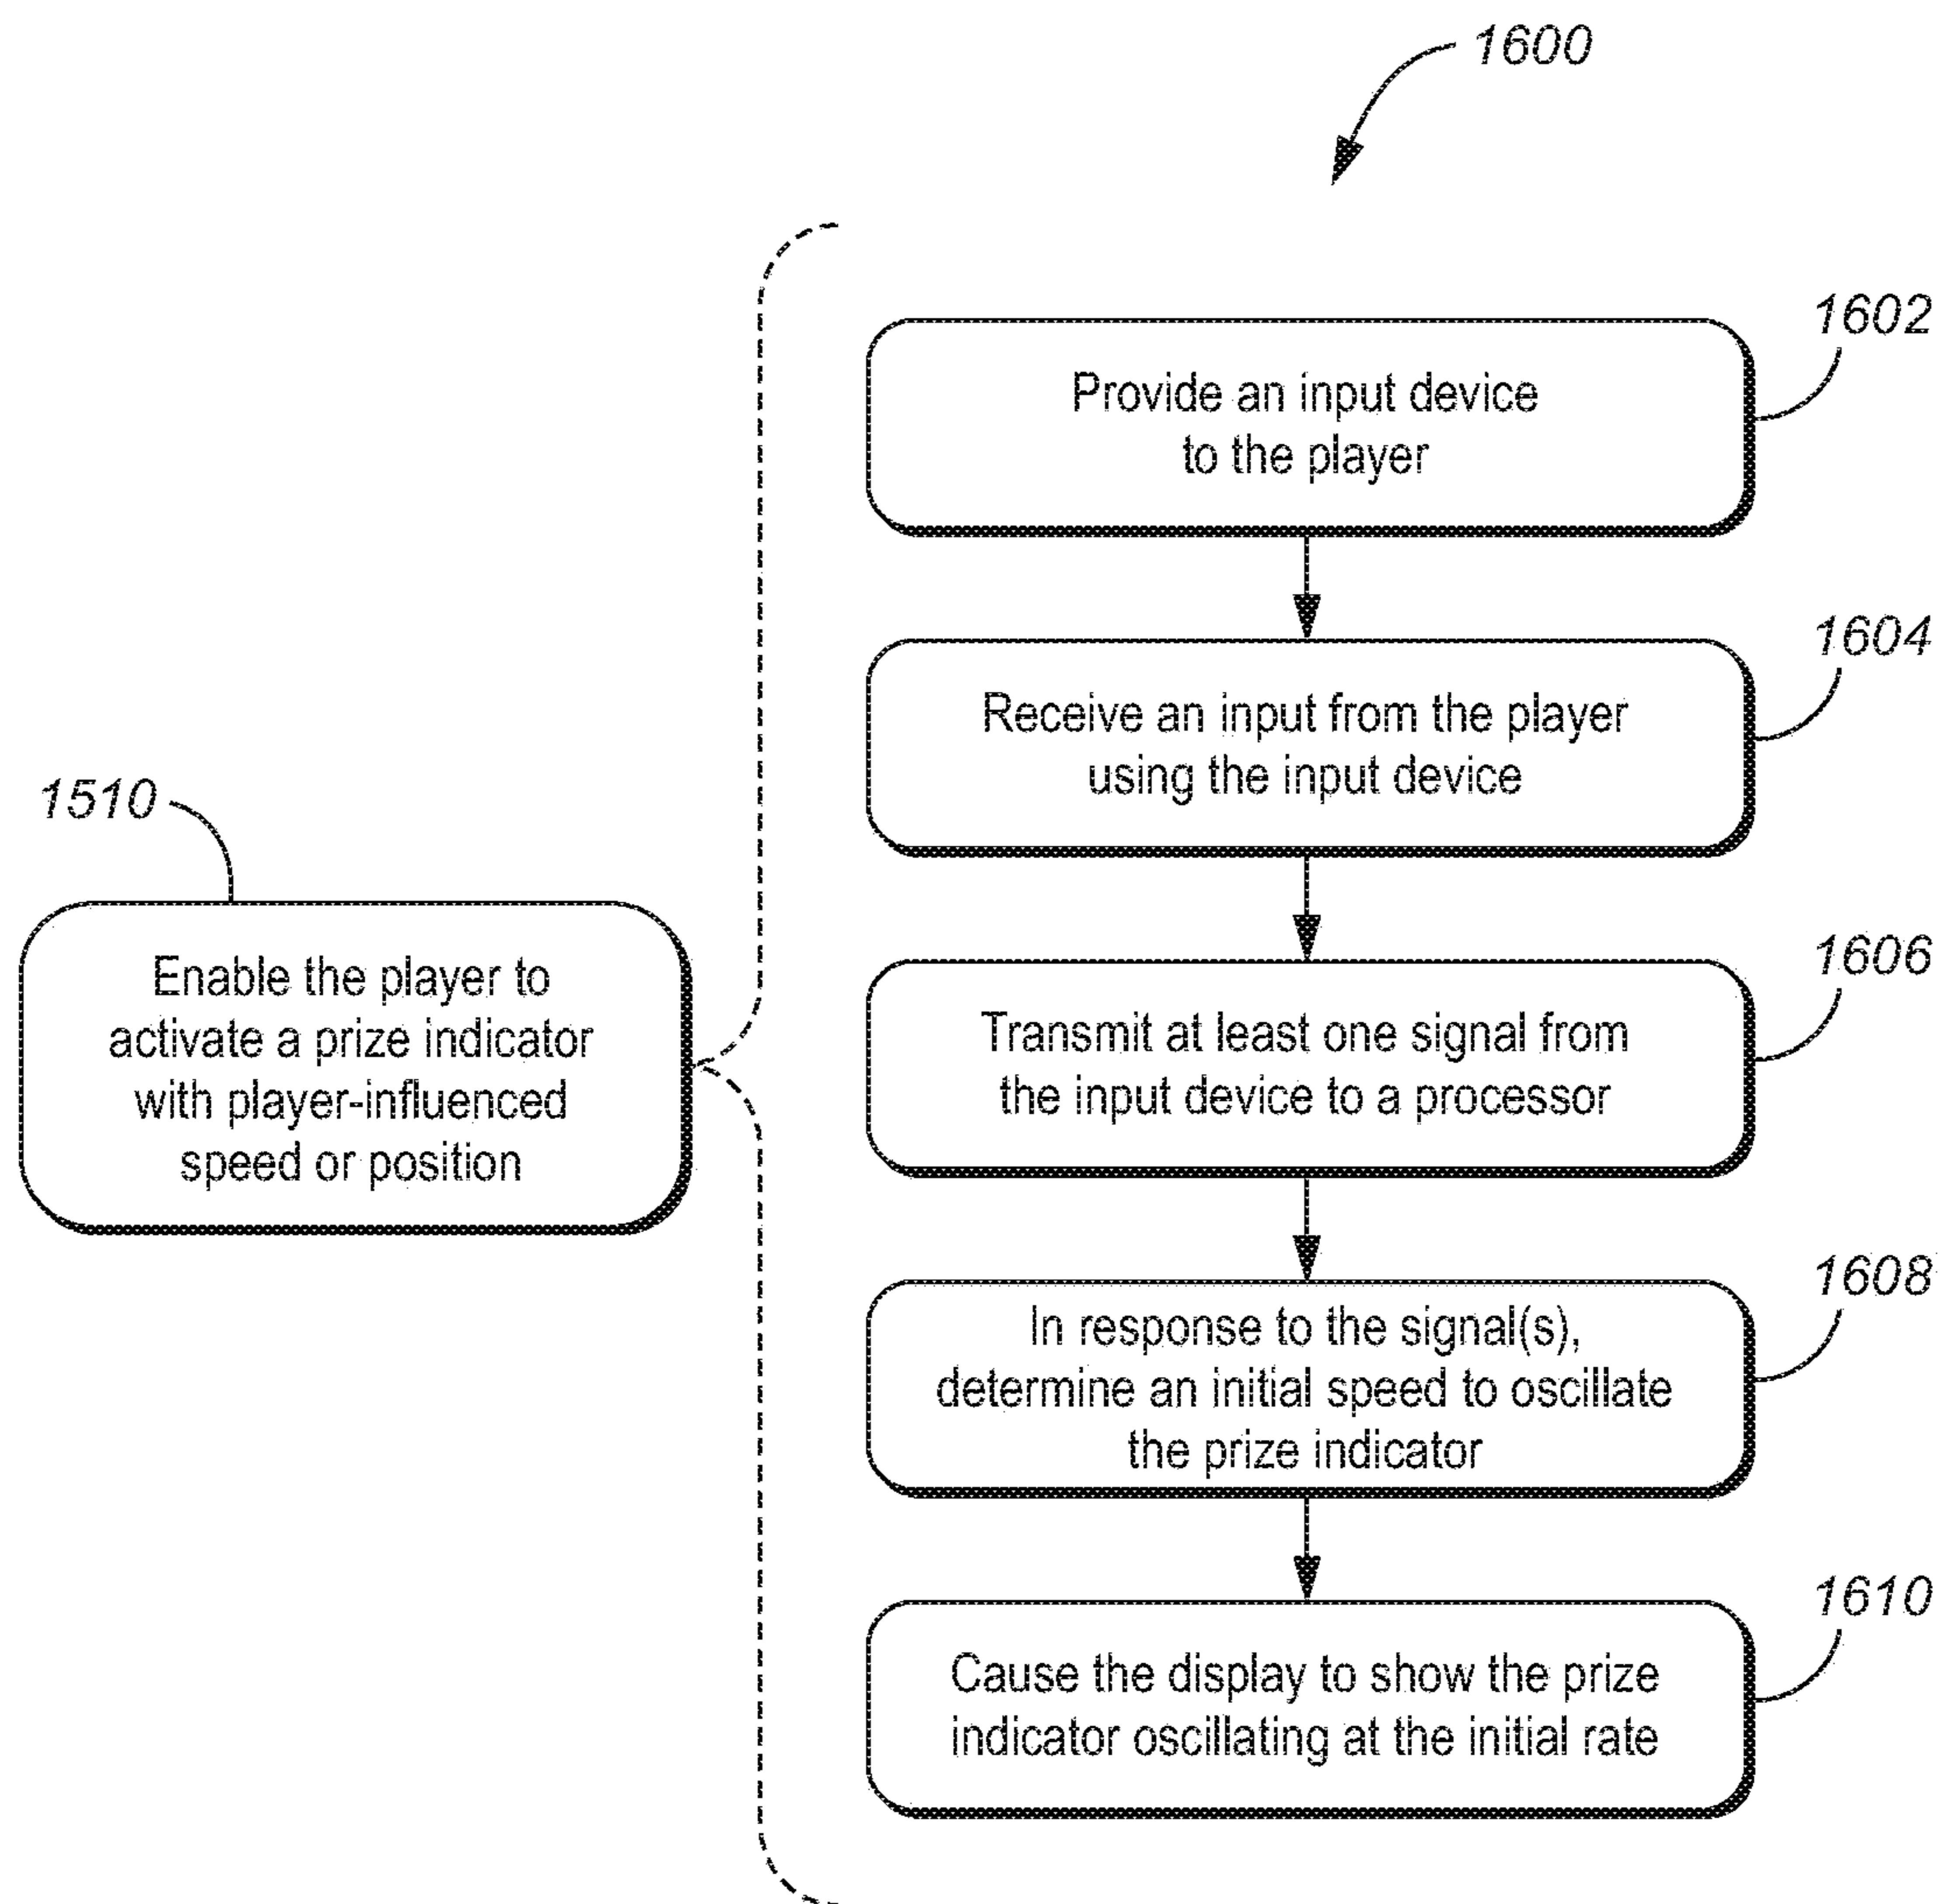 1600
1602
Provide an input device
to the player
1604
Receive an input from the player
using the input device
1510
Enable the player to
activate a prize indicator
with player-influenced
speed or position
1606
Transmit at least one signal from
the input device to a processor
1608
In response to the signal(s),
determine an initial speed to oscillate
the prize indicator
1610
Cause the display to show the prize
indicator oscillating at the initial rate